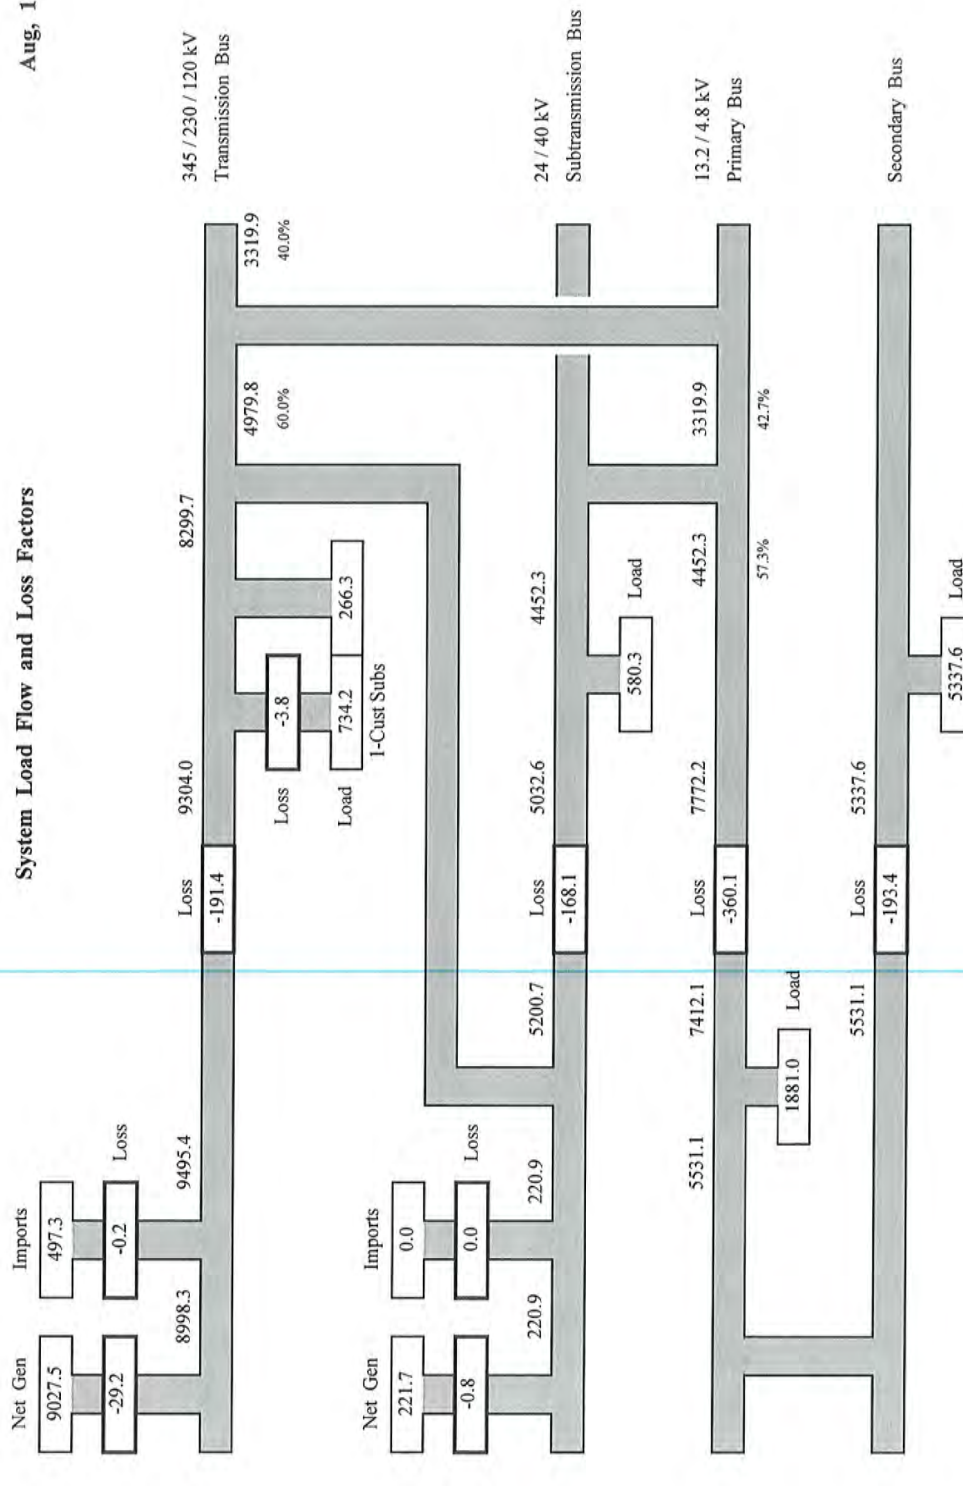 System Load Flow and Loss Factors
Aug, 1
Net Gen
Imports
9027.5
497.3
-29.2
-0.2
Loss
8998.3
9495.4
Loss
-191.4
9304.0
8299.7
345 / 230 / 120 kV
Transmission Bus
4979.8
3319.9
60.0%
40.0%
Loss
-3.8
Load
734.2
266.3
1-Cust Subs
Net Gen
Imports
221.7
0.0
-0.8
0.0
Loss
220.9
220.9
5200.7
Loss
-168.1
5032.6
4452.3
24 / 40 kV
Subtransmission Bus
580.3
Load
5531.1
7412.1
Loss
-360.1
7772.2
4452.3
3319.9
13.2 / 4.8 kV
Primary Bus
57.3%
42.7%
1881.0
Load
5531.1
Loss
-193.4
5337.6
Secondary Bus
5337.6
Load